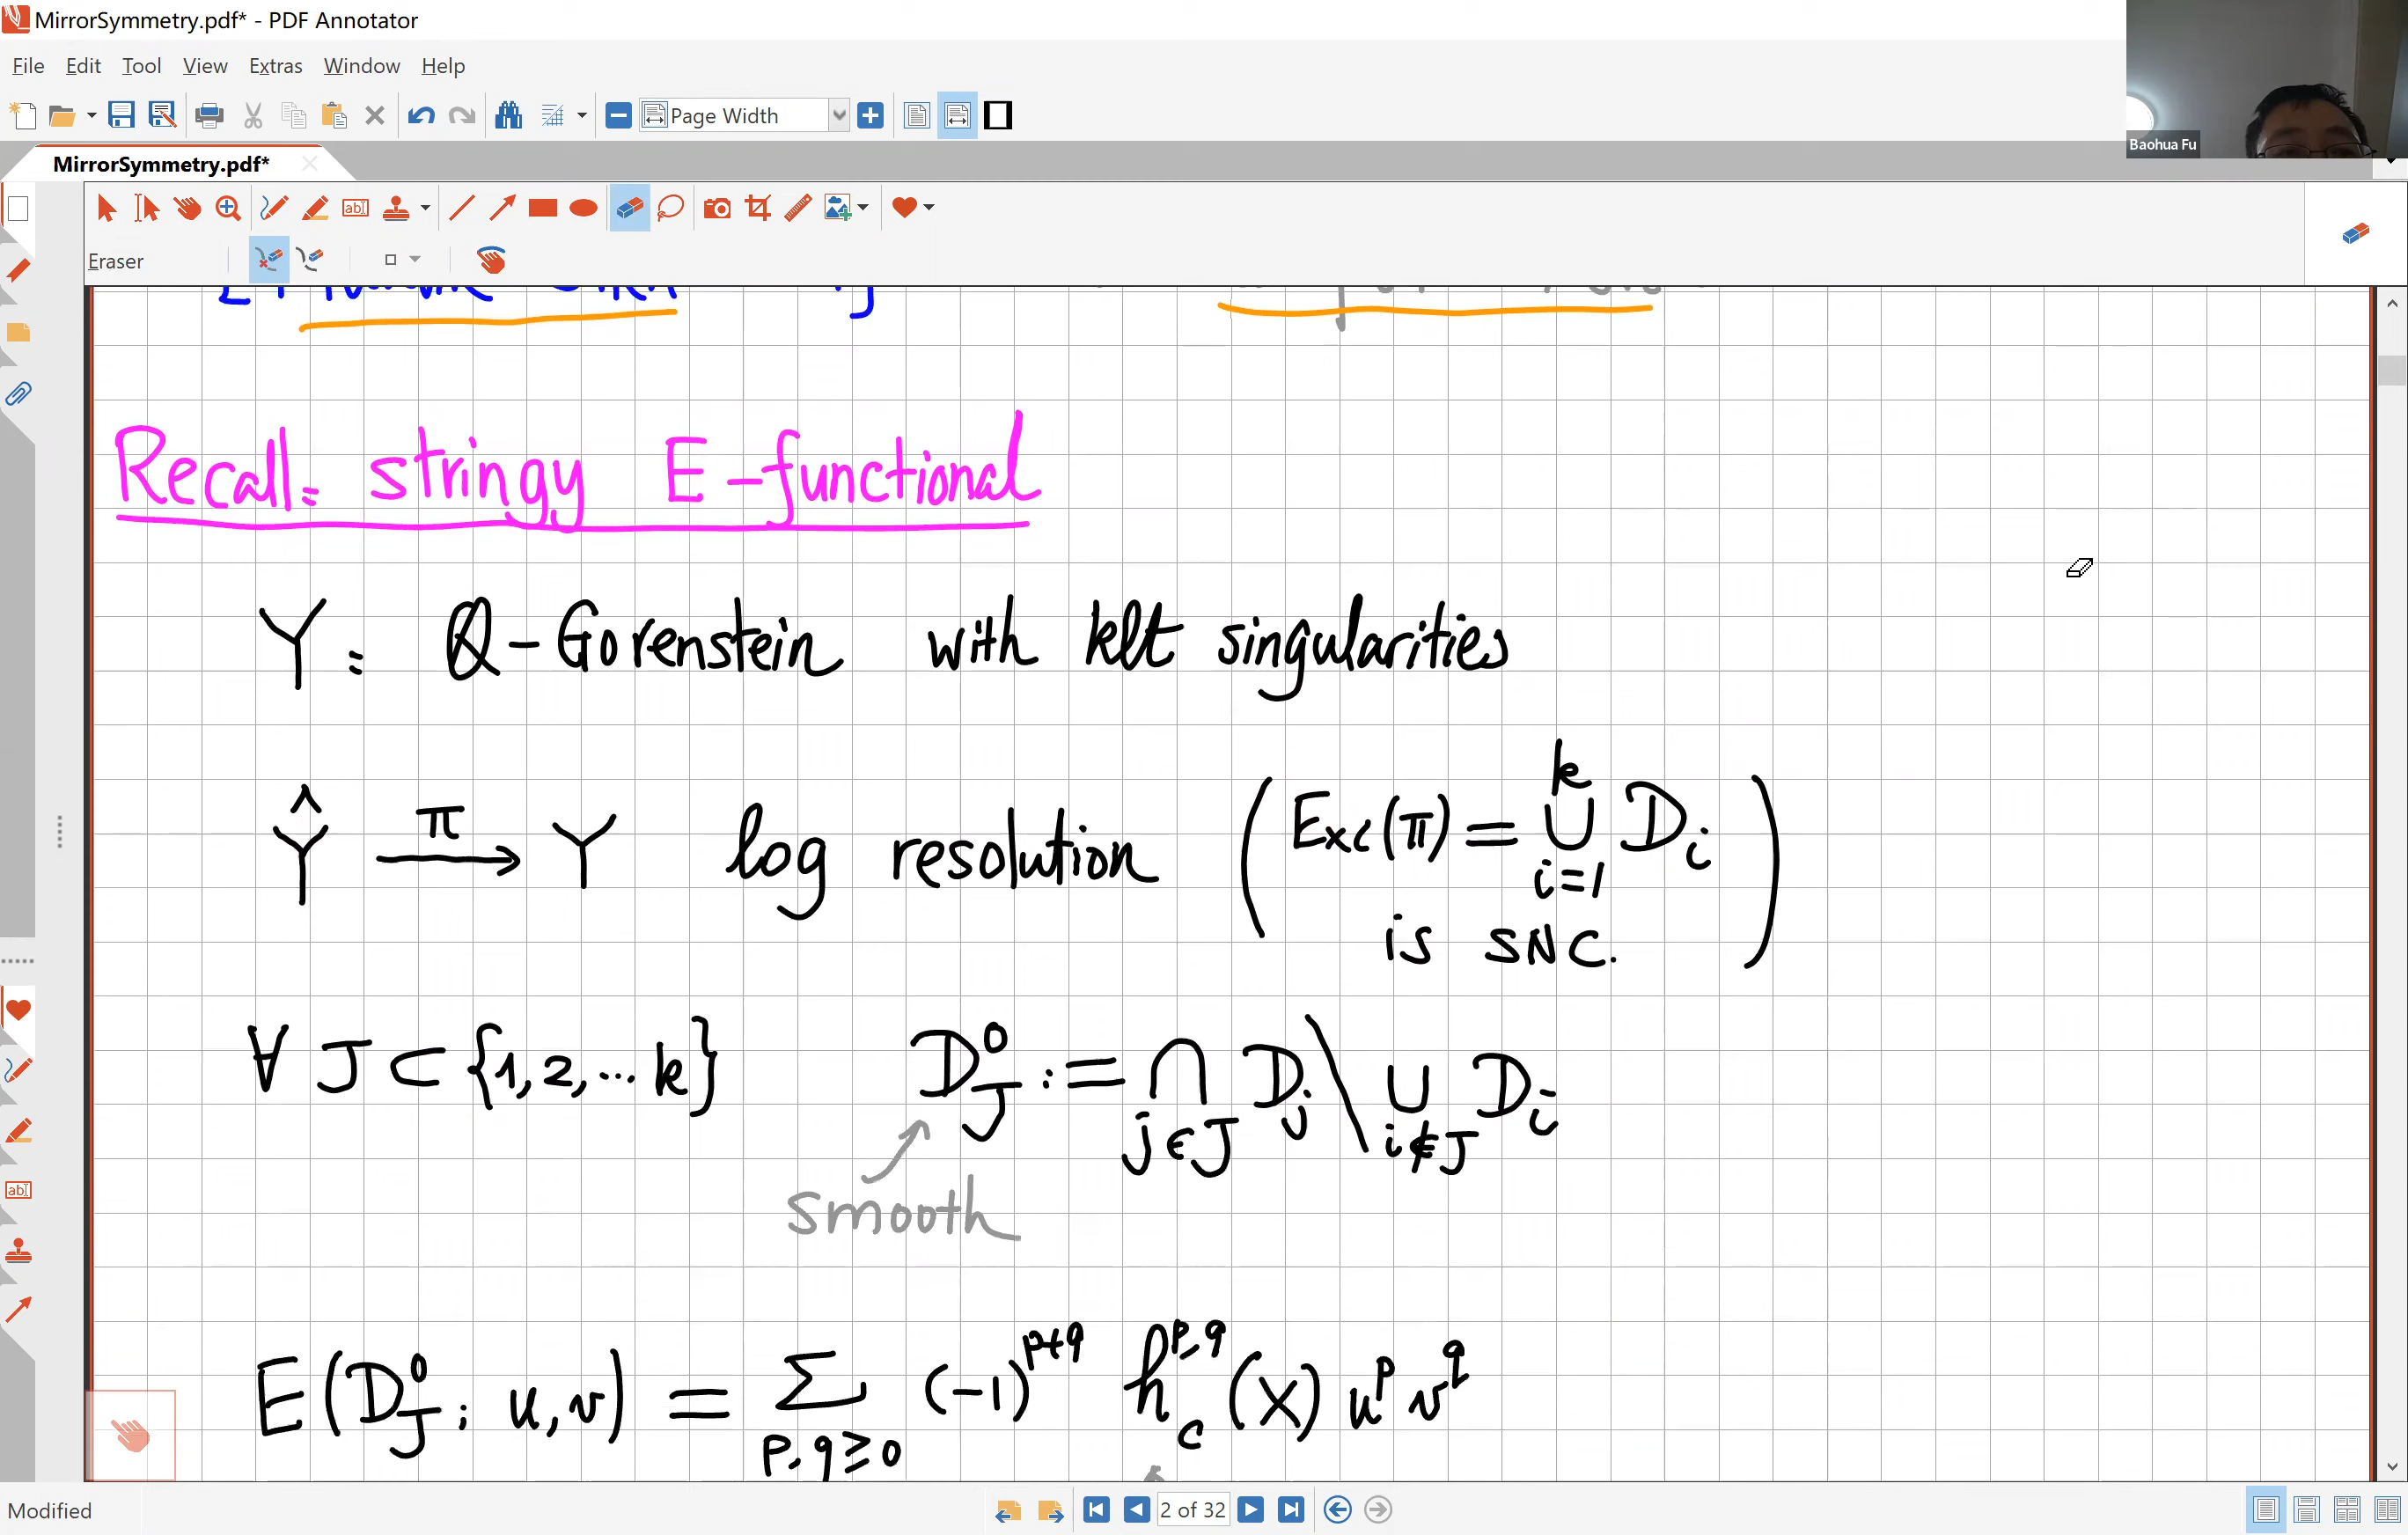 MirrorSymmetry.pdf* - PDF Annotator
File Edit Tool View Extras Window Help
Page Width
Baohua Fu
MirrorSymmetry.pdf*
Eraser
Recall: stringy E-functional
Y: Q-Gorenstein with klt singularities
Ŷ →^π Y log resolution (Exc(π) = ⋃_{i=1}^{k} D_i is SNC.)
∀ J ⊂ {1, 2, ... k} D_J^0 := ⋂_{j∈J} D_j \ ⋃_{i∉J} D_i
smooth
E(D_J^0; u, v) = Σ_{p,q≥0} (-1)^{p+q} h_c^{p,q}(X) u^p v^q
Modified
2 of 32